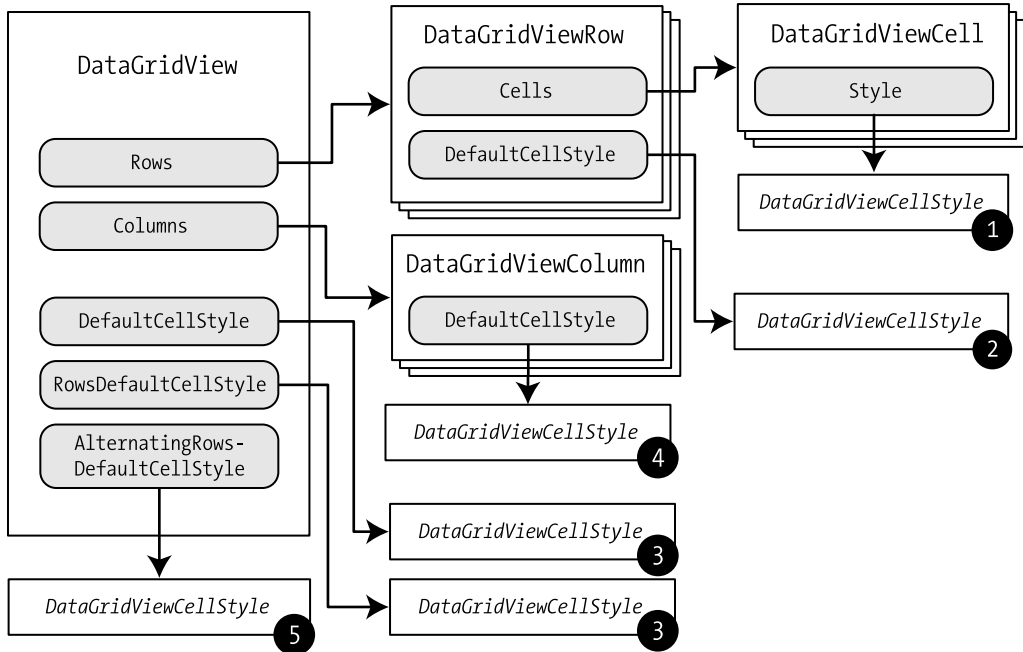 DataGridView
Rows
Columns
DefaultCellStyle
RowsDefaultCellStyle
AlternatingRows-
DefaultCellStyle
DataGridViewCellStyle
5
DataGridViewRow
Cells
DefaultCellStyle
DataGridViewColumn
DefaultCellStyle
DataGridViewCellStyle
4
DataGridViewCellStyle
3
DataGridViewCellStyle
3
DataGridViewCell
Style
DataGridViewCellStyle
1
DataGridViewCellStyle
2